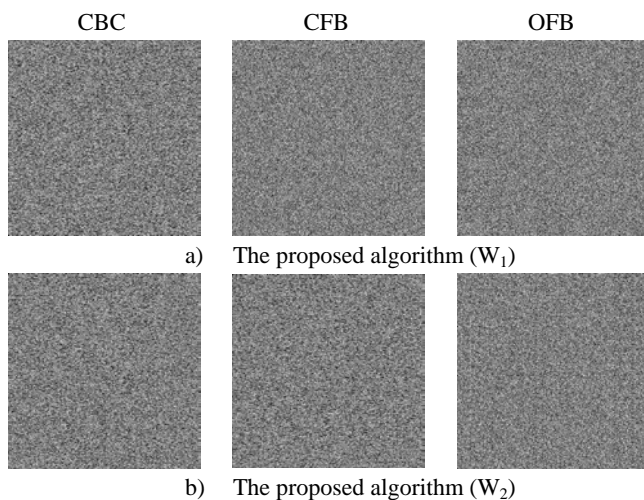 CBC CFB OFB
a) The proposed algorithm (W₁)
b) The proposed algorithm (W₂)